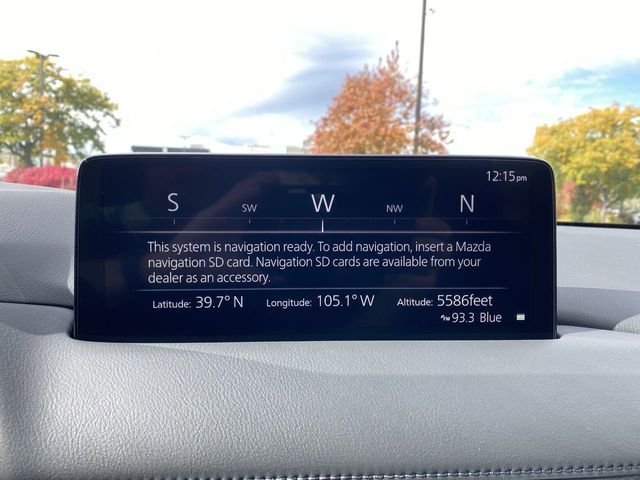 12:15pm
S SW W NW N
This system is navigation ready. To add navigation, insert a Mazda
navigation SD card. Navigation SD cards are available from your
dealer as an accessory.
Latitude: 39.7° N Longitude: 105.1° W Altitude: 5586feet
FM 93.3 Blue